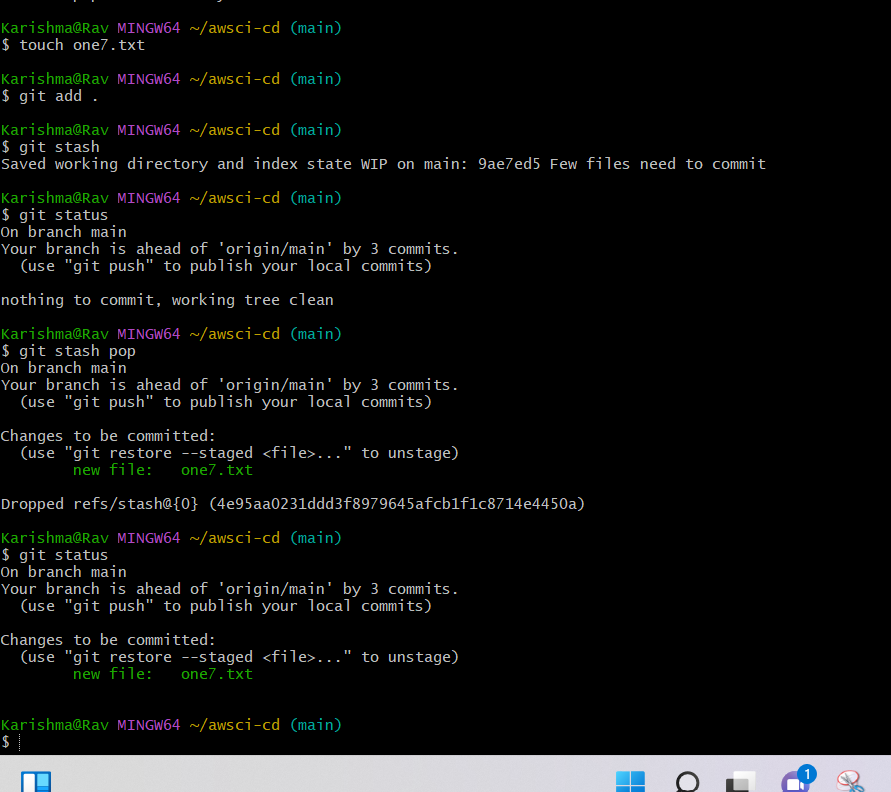 Karishma@Rav MINGW64 ~/awsci-cd (main)
$ touch one7.txt
Karishma@Rav MINGW64 ~/awsci-cd (main)
$ git add .
Karishma@Rav MINGW64 ~/awsci-cd (main)
$ git stash
Saved working directory and index state WIP on main: 9ae7ed5 Few files need to commit
Karishma@Rav MINGW64 ~/awsci-cd (main)
$ git status
On branch main
Your branch is ahead of 'origin/main' by 3 commits.
  (use "git push" to publish your local commits)
nothing to commit, working tree clean
Karishma@Rav MINGW64 ~/awsci-cd (main)
$ git stash pop
On branch main
Your branch is ahead of 'origin/main' by 3 commits.
  (use "git push" to publish your local commits)
Changes to be committed:
  (use "git restore --staged <file>..." to unstage)
        new file:   one7.txt
Dropped refs/stash@{0} (4e95aa0231ddd3f8979645afcb1f1c8714e4450a)
Karishma@Rav MINGW64 ~/awsci-cd (main)
$ git status
On branch main
Your branch is ahead of 'origin/main' by 3 commits.
  (use "git push" to publish your local commits)
Changes to be committed:
  (use "git restore --staged <file>..." to unstage)
        new file:   one7.txt
Karishma@Rav MINGW64 ~/awsci-cd (main)
$
1